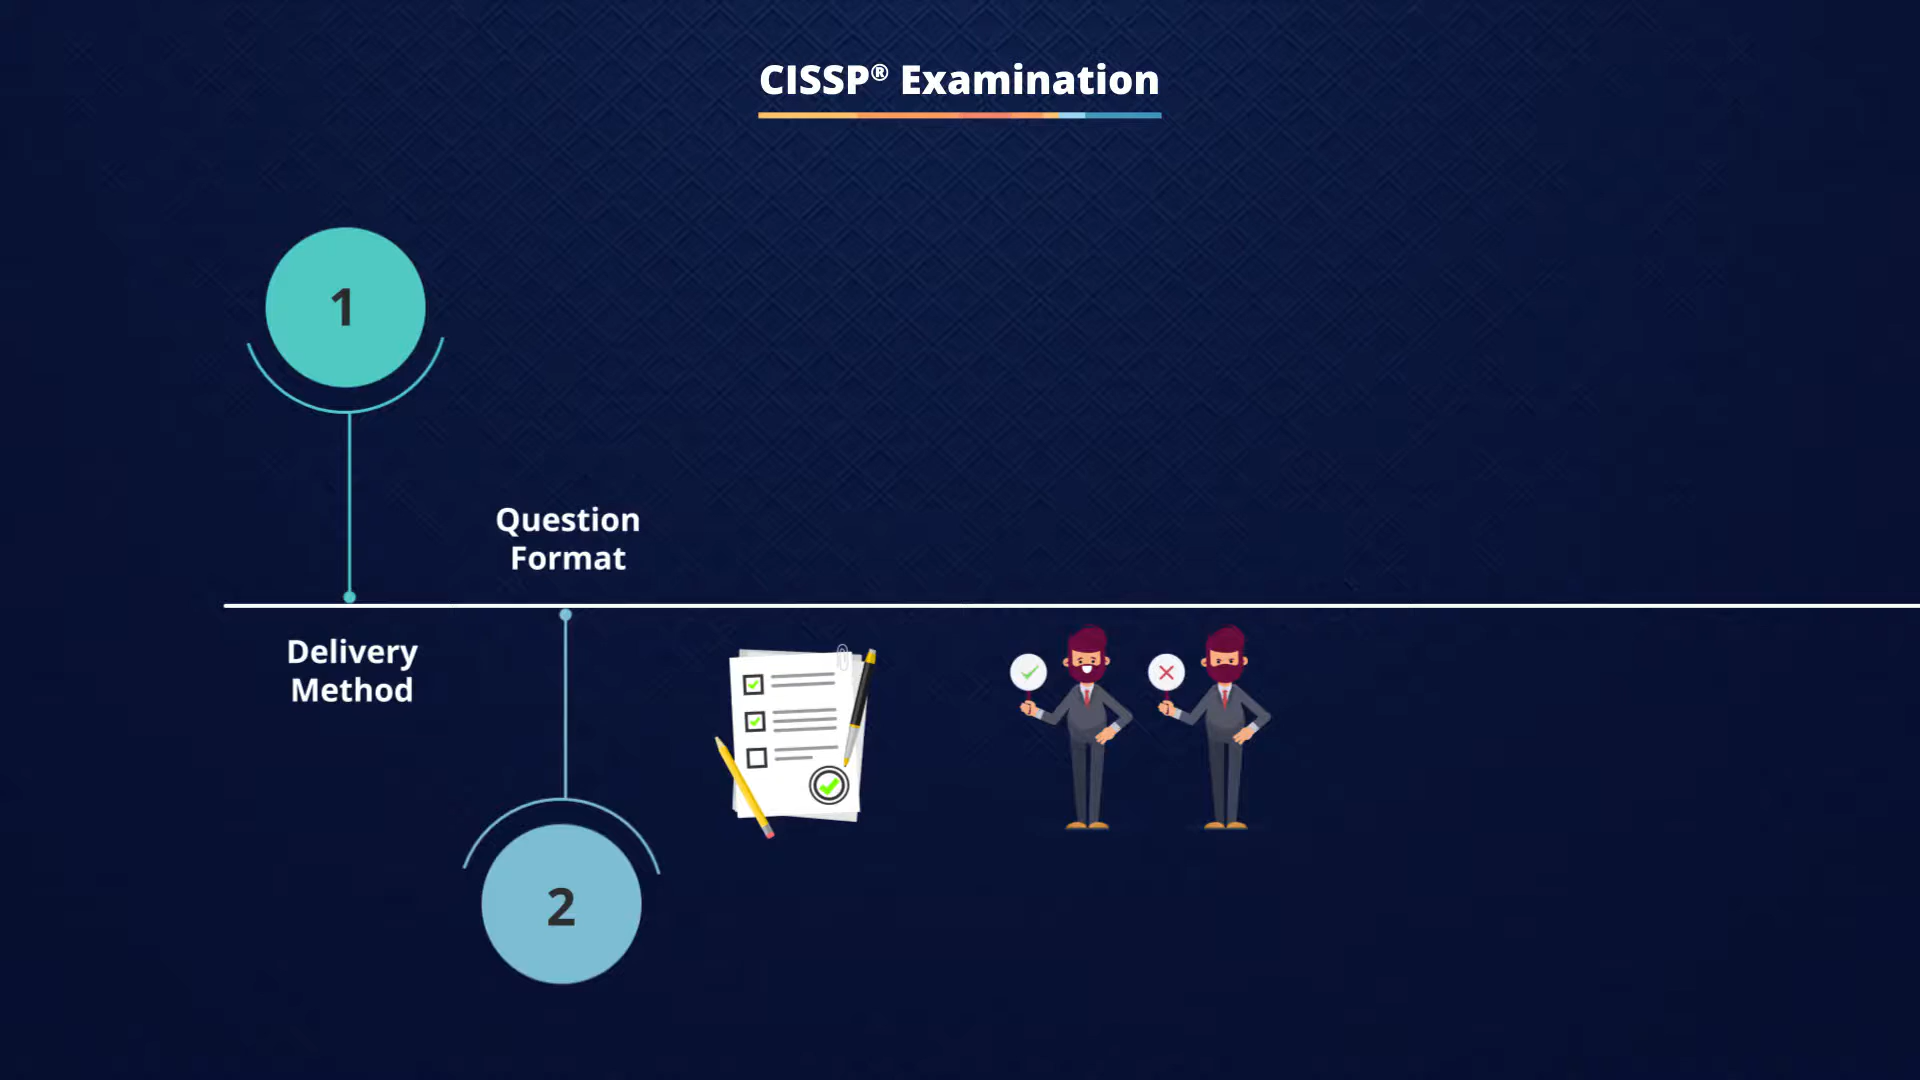 CISSP® Examination
1
Question
Format
Delivery
Method
2